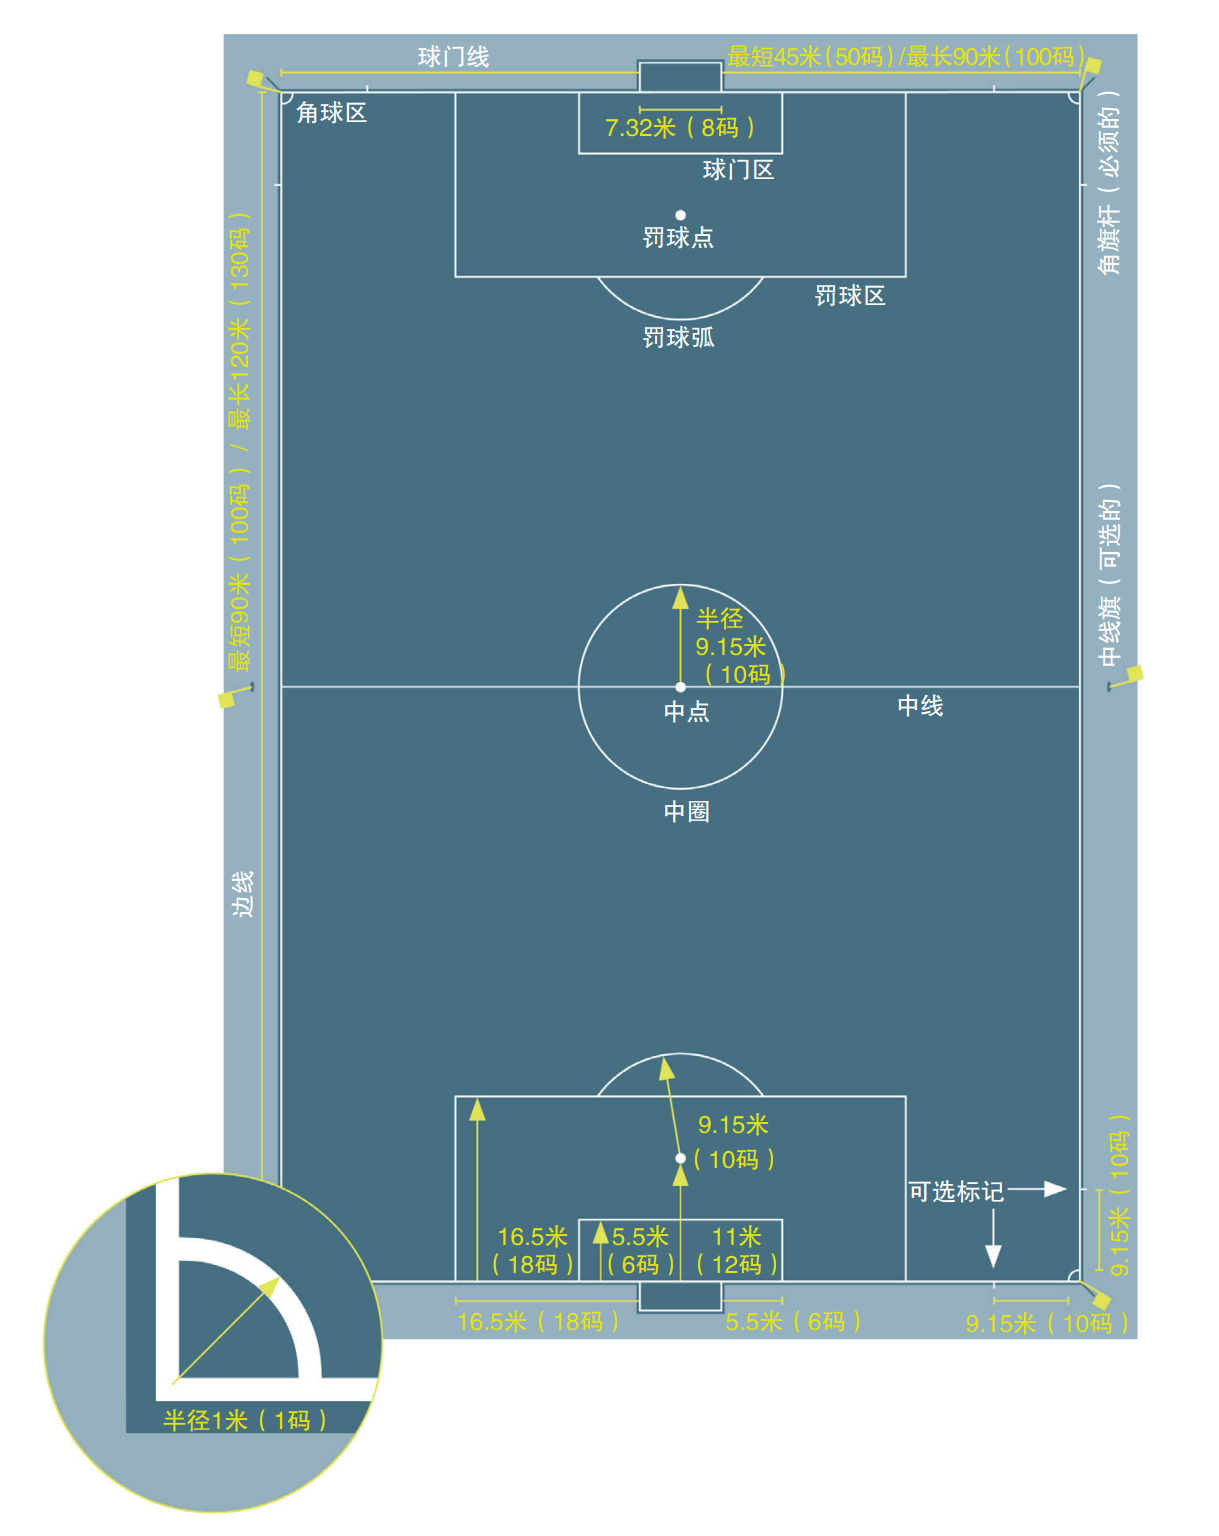 球门线
最短45米(50码)/最长90米(100码)
角球区
7.32米（8码）
球门区
罚球点
罚球区
罚球弧
角旗杆（必须的）
最短90米（100码）/ 最长120米（130码）
中线旗（可选的）
半径
9.15米
（10码）
中点
中线
中圈
边线
9.15米
（10码）
可选标记
9.15米（10码）
16.5米
（18码）
5.5米
（6码）
11米
（12码）
16.5米（18码）
5.5米（6码）
9.15米（10码）
半径1米（1码）